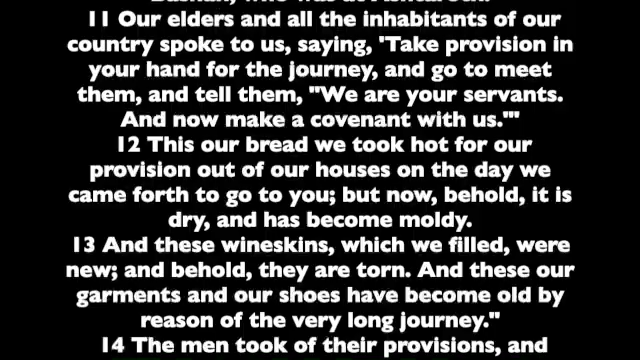 11 Our elders and all the inhabitants of our
country spoke to us, saying, 'Take provision in
your hand for the journey, and go to meet
them, and tell them, "We are your servants.
And now make a covenant with us."'
12 This our bread we took hot for our
provision out of our houses on the day we
came forth to go to you; but now, behold, it is
dry, and has become moldy.
13 And these wineskins, which we filled, were
new; and behold, they are torn. And these our
garments and our shoes have become old by
reason of the very long journey."
14 The men took of their provisions, and